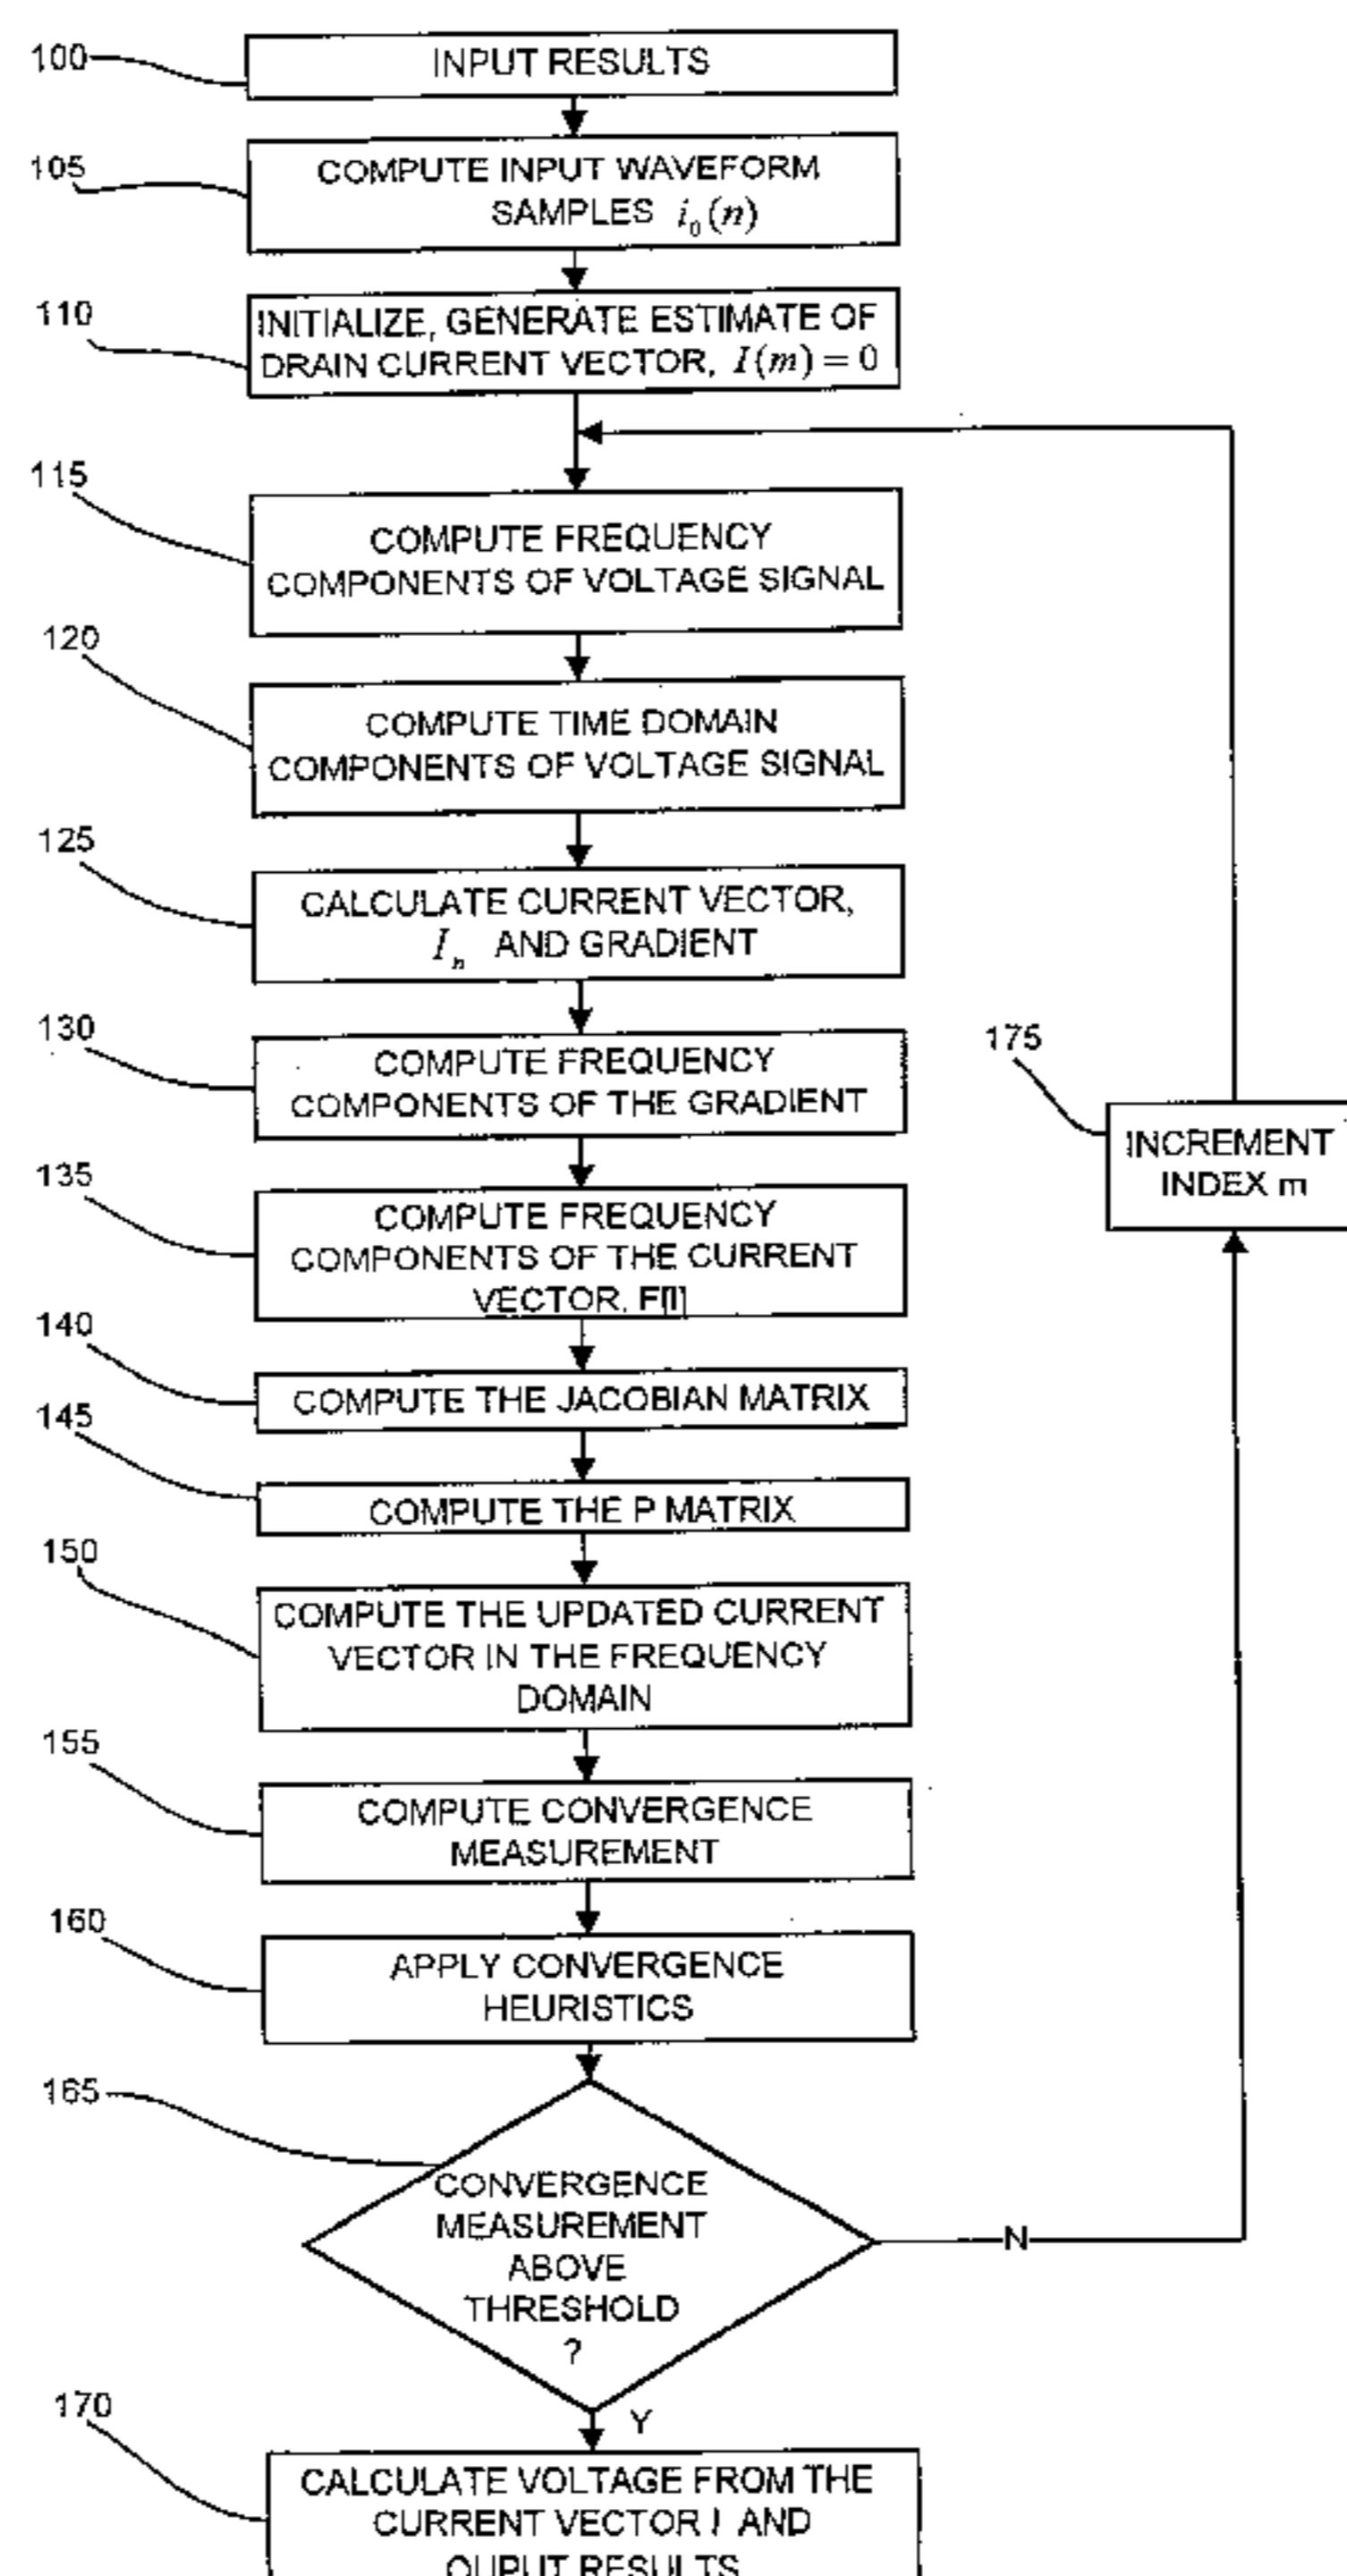 100
INPUT RESULTS
105
COMPUTE INPUT WAVEFORM
SAMPLES i₀(n)
110
INITIALIZE, GENERATE ESTIMATE OF
DRAIN CURRENT VECTOR, I(m) = 0
115
COMPUTE FREQUENCY
COMPONENTS OF VOLTAGE SIGNAL
120
COMPUTE TIME DOMAIN
COMPONENTS OF VOLTAGE SIGNAL
125
CALCULATE CURRENT VECTOR,
Iₙ AND GRADIENT
130
COMPUTE FREQUENCY
COMPONENTS OF THE GRADIENT
175
INCREMENT
INDEX m
135
COMPUTE FREQUENCY
COMPONENTS OF THE CURRENT
VECTOR, F[I]
140
COMPUTE THE JACOBIAN MATRIX
145
COMPUTE THE P MATRIX
150
COMPUTE THE UPDATED CURRENT
VECTOR IN THE FREQUENCY
DOMAIN
155
COMPUTE CONVERGENCE
MEASUREMENT
160
APPLY CONVERGENCE
HEURISTICS
165
CONVERGENCE
MEASUREMENT
ABOVE
THRESHOLD
?
N
Y
170
CALCULATE VOLTAGE FROM THE
CURRENT VECTOR I AND
OUPUT RESULTS